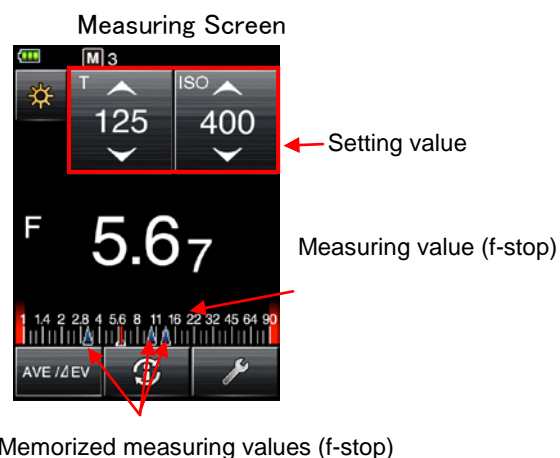 Measuring Screen
M 3
T ISO
125 400
Setting value
F 5.6 7
Measuring value (f-stop)
1 1.4 2 2.8 4 5.6 8 11 16 22 32 45 64 90
AVE /⊿EV
Memorized measuring values (f-stop)